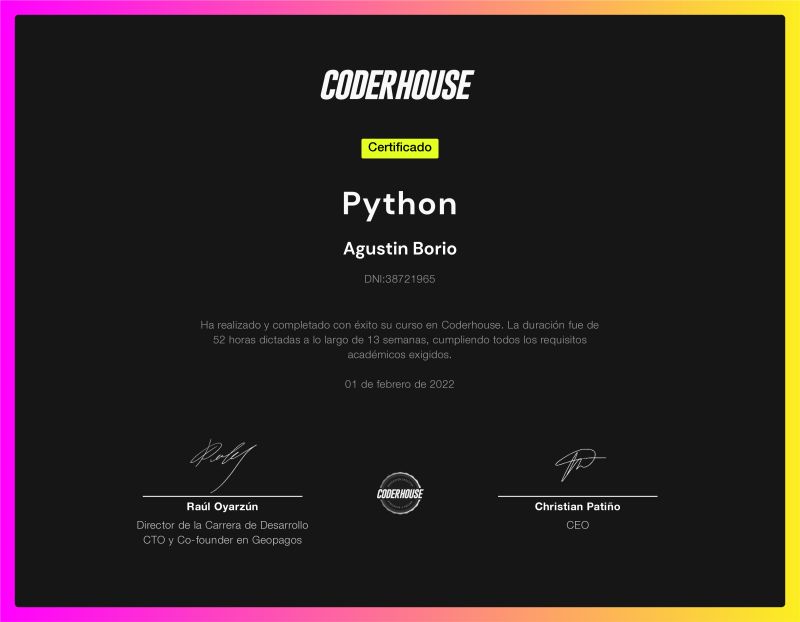 CODERHOUSE
Certificado
Python
Agustin Borio
DNI:38721965
Ha realizado y completado con éxito su curso en Coderhouse. La duración fue de
52 horas dictadas a lo largo de 13 semanas, cumpliendo todos los requisitos
académicos exigidos.
01 de febrero de 2022
Raúl Oyarzún
Director de la Carrera de Desarrollo
CTO y Co-founder en Geopagos
CODERHOUSE
Christian Patiño
CEO